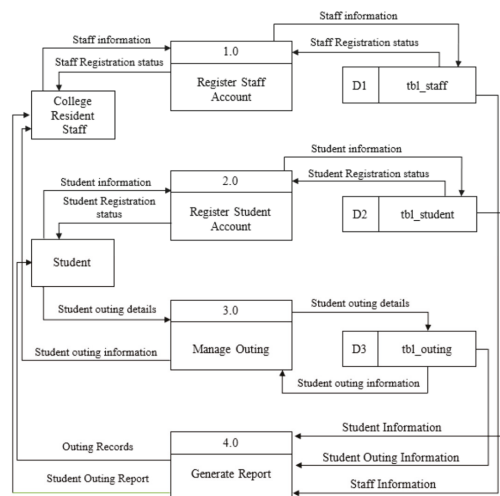 Staff information
Staff information
1.0
Staff Registration status
Staff Registration status
Register Staff
Account
D1
tbl_staff
College
Resident
Staff
Student information
Student information
2.0
Student Registration status
Student Registration
status
Register Student
Account
D2
tbl_student
Student
Student outing details
3.0
Student outing details
Student outing information
Manage Outing
D3
tbl_outing
Student outing information
Student Information
Outing Records
4.0
Student Outing Information
Student Outing Report
Generate Report
Staff Information